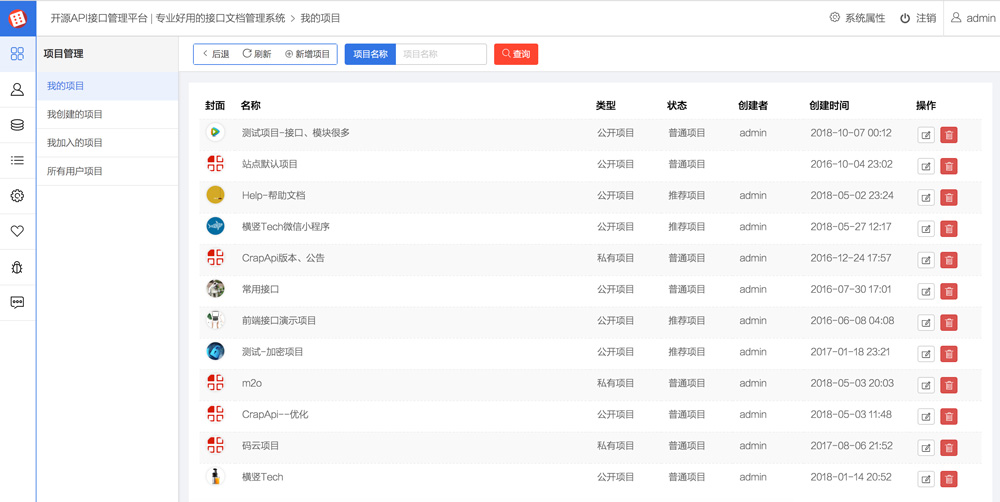 开源API接口管理平台 | 专业好用的接口文档管理系统 > 我的项目 系统属性 注销 admin
项目管理
我的项目
我创建的项目
我加入的项目
所有用户项目
后退 刷新 新增项目 项目名称 项目名称 查询
封面 名称 类型 状态 创建者 创建时间 操作
测试项目-接口、模块很多 公开项目 普通项目 admin 2018-10-07 00:12
站点默认项目 公开项目 普通项目 2016-10-04 23:02
Help-帮助文档 公开项目 推荐项目 admin 2018-05-02 23:24
横竖Tech微信小程序 公开项目 推荐项目 admin 2018-05-27 12:17
CrapApi版本、公告 私有项目 普通项目 admin 2016-12-24 17:57
常用接口 公开项目 普通项目 admin 2016-07-30 17:01
前端接口演示项目 公开项目 推荐项目 admin 2016-06-08 04:08
测试-加密项目 公开项目 推荐项目 admin 2017-01-18 23:21
m2o 私有项目 普通项目 admin 2018-05-03 20:03
CrapApi--优化 公开项目 普通项目 admin 2018-05-03 11:48
码云项目 私有项目 普通项目 admin 2017-08-06 21:52
横竖Tech 公开项目 普通项目 admin 2018-01-14 20:52